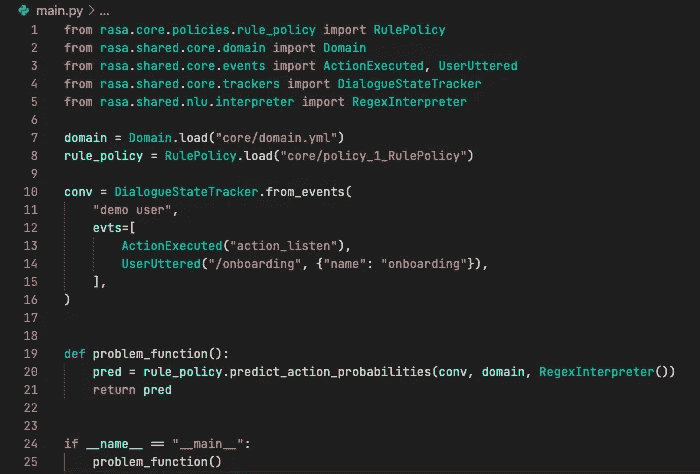 main.py > ...
1 from rasa.core.policies.rule_policy import RulePolicy
2 from rasa.shared.core.domain import Domain
3 from rasa.shared.core.events import ActionExecuted, UserUttered
4 from rasa.shared.core.trackers import DialogueStateTracker
5 from rasa.shared.nlu.interpreter import RegexInterpreter
6
7 domain = Domain.load("core/domain.yml")
8 rule_policy = RulePolicy.load("core/policy_1_RulePolicy")
9
10 conv = DialogueStateTracker.from_events(
11     "demo user",
12     evts=[
13         ActionExecuted("action_listen"),
14         UserUttered("/onboarding", {"name": "onboarding"}),
15     ],
16 )
17
18
19 def problem_function():
20     pred = rule_policy.predict_action_probabilities(conv, domain, RegexInterpreter())
21     return pred
22
23
24 if __name__ == "__main__":
25     problem_function()